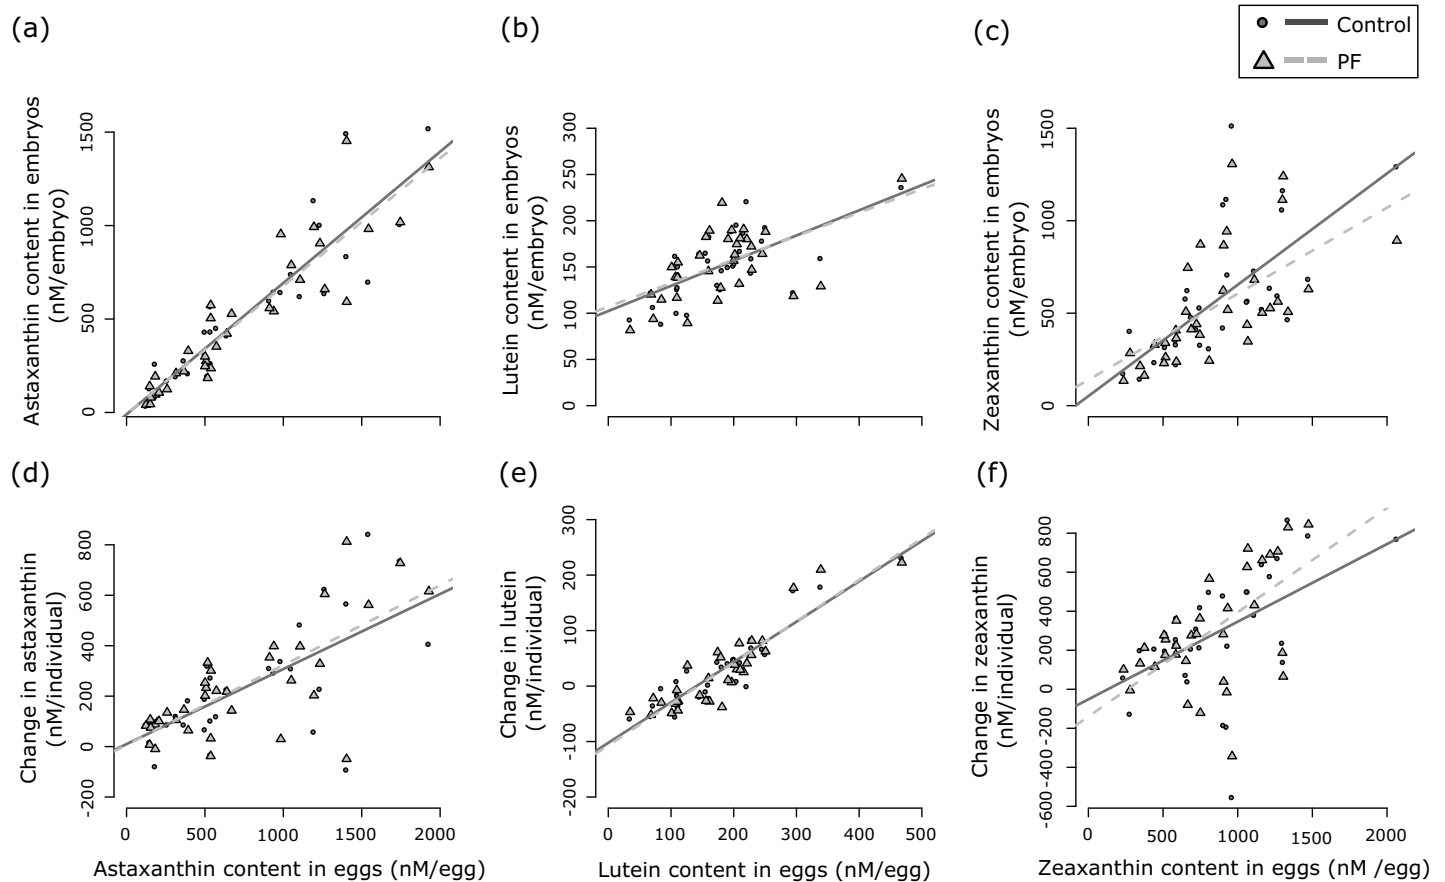 (a)
(b)
(c)
Control
PF
Astaxanthin content in embryos
(nM/embryo)
0
500
1000
1500
Lutein content in embryos
(nM/embryo)
0
50
100
150
200
250
300
Zeaxanthin content in embryos
(nM/embryo)
0
500
1000
1500
(d)
(e)
(f)
Change in astaxanthin
(nM/individual)
-200
0
200
400
600
800
0
500
1000
1500
2000
Astaxanthin content in eggs (nM/egg)
Change in lutein
(nM/individual)
-200
-100
0
100
200
300
0
100
200
300
400
500
Lutein content in eggs (nM/egg)
Change in zeaxanthin
(nM/individual)
-600
-400
-200
0
200
400
600
800
0
500
1000
1500
2000
Zeaxanthin content in eggs (nM /egg)